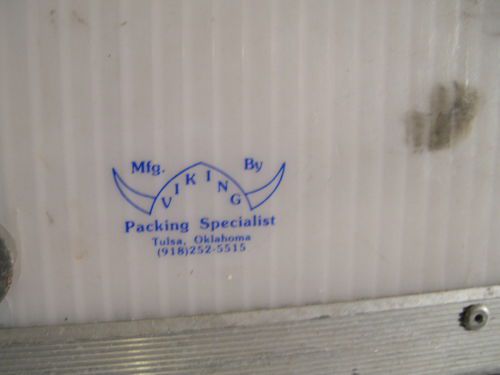 Mfg. By
VIKING
Packing Specialist
Tulsa, Oklahoma
(918)252-5515